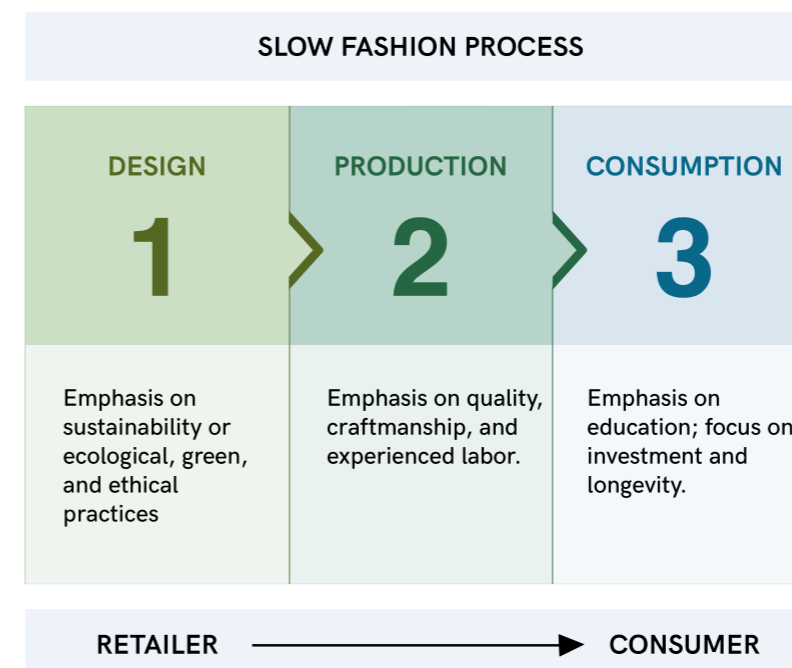 SLOW FASHION PROCESS
DESIGN
1
Emphasis on
sustainability or
ecological, green,
and ethical
practices
PRODUCTION
2
Emphasis on quality,
craftmanship, and
experienced labor.
CONSUMPTION
3
Emphasis on
education; focus on
investment and
longevity.
RETAILER
CONSUMER